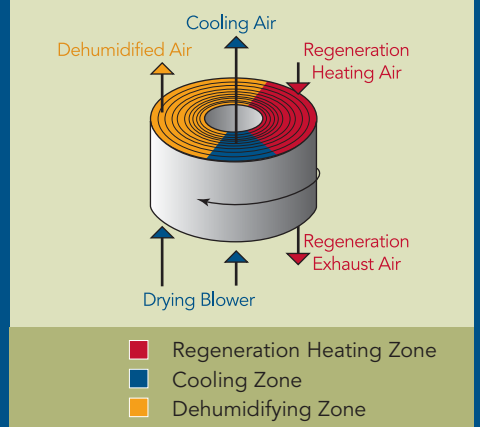 Cooling Air
Dehumidified Air
Regeneration
Heating Air
Regeneration
Exhaust Air
Drying Blower
Regeneration Heating Zone
Cooling Zone
Dehumidifying Zone